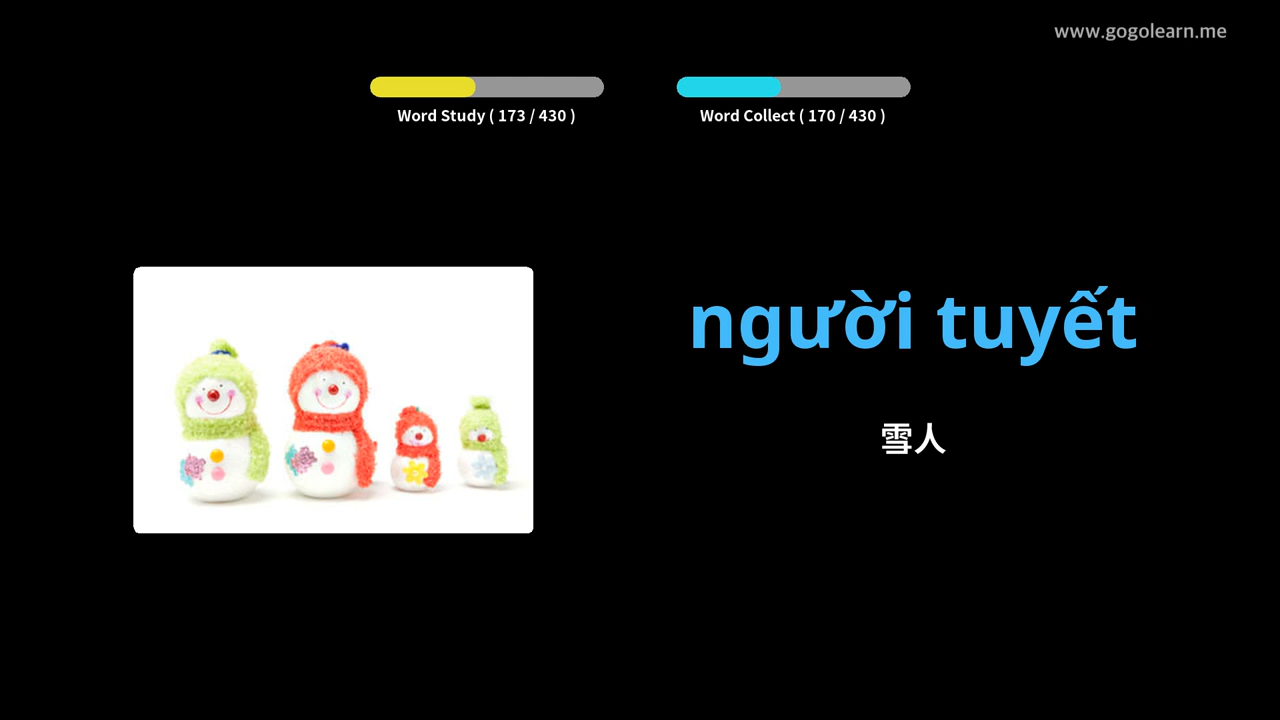 www.gogolearn.me
Word Study ( 173 / 430 )
Word Collect ( 170 / 430 )
người tuyết
雪人